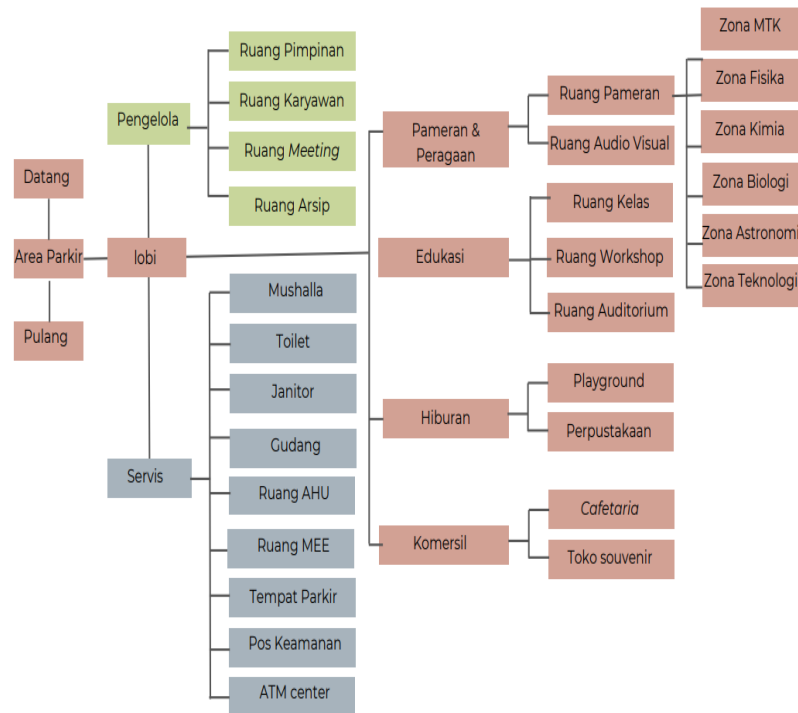 Datang
Area Parkir
Pulang
lobi
Pengelola
Ruang Pimpinan
Ruang Karyawan
Ruang Meeting
Ruang Arsip
Servis
Mushalla
Toilet
Janitor
Gudang
Ruang AHU
Ruang MEE
Tempat Parkir
Pos Keamanan
ATM center
Pameran &
Peragaan
Ruang Pameran
Ruang Audio Visual
Zona MTK
Zona Fisika
Zona Kimia
Zona Biologi
Zona Astronomi
Zona Teknologi
Edukasi
Ruang Kelas
Ruang Workshop
Ruang Auditorium
Hiburan
Playground
Perpustakaan
Komersil
Cafetaria
Toko souvenir